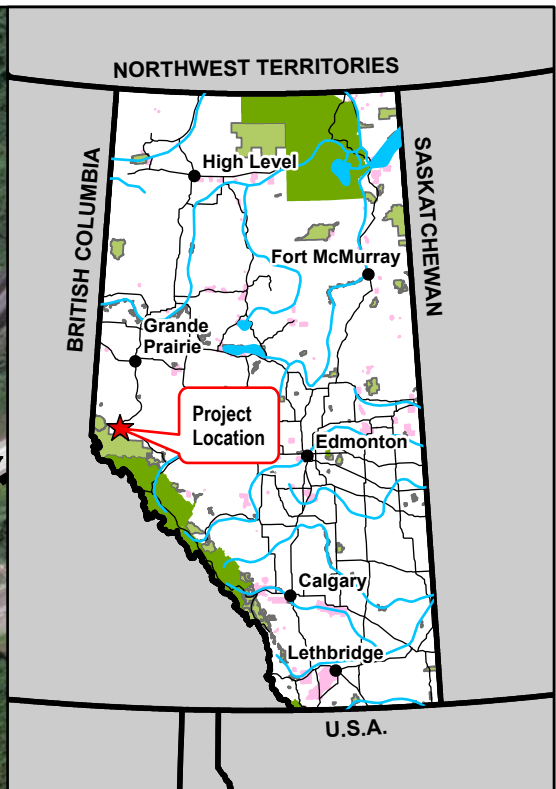 NORTHWEST TERRITORIES
BRITISH COLUMBIA
SASKATCHEWAN
High Level
Fort McMurray
Grande
Prairie
Project
Location
Edmonton
Calgary
Lethbridge
U.S.A.